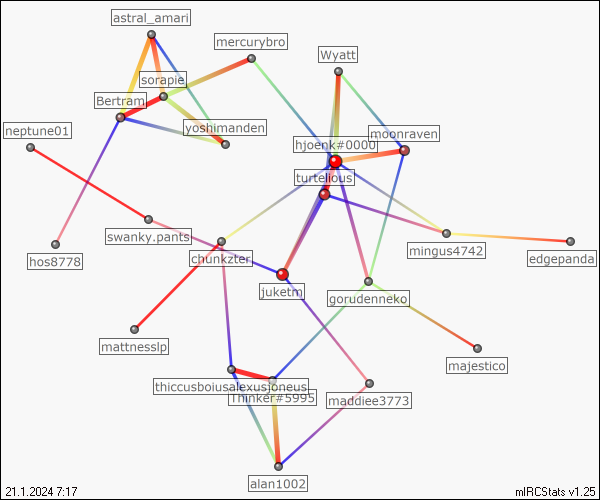 astral_amari
mercurybro
Wyatt
sorapie
Bertram
neptune01
yoshimanden
moonraven
hjoenk#0000
turtelious
swanky.pants
hos8778
chunkzter
mingus4742
edgepanda
juketm
gorudenneko
mattnesslp
majestico
thiccusboiusalexusjoneus
Thinker#5995
maddiee3773
alan1002
21.1.2024 7:17
mIRCStats v1.25